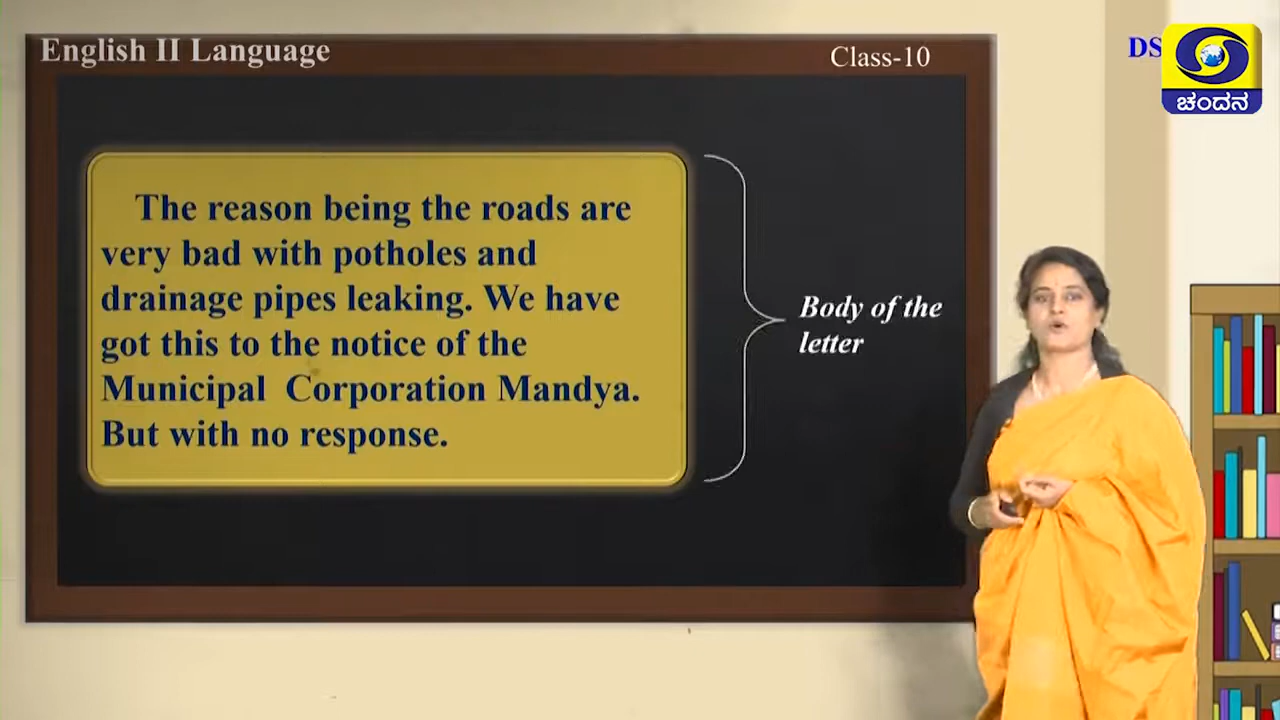 English II Language
Class-10
DS
ಚಂದನ
The reason being the roads are
very bad with potholes and
drainage pipes leaking. We have
got this to the notice of the
Municipal Corporation Mandya.
But with no response.
Body of the
letter